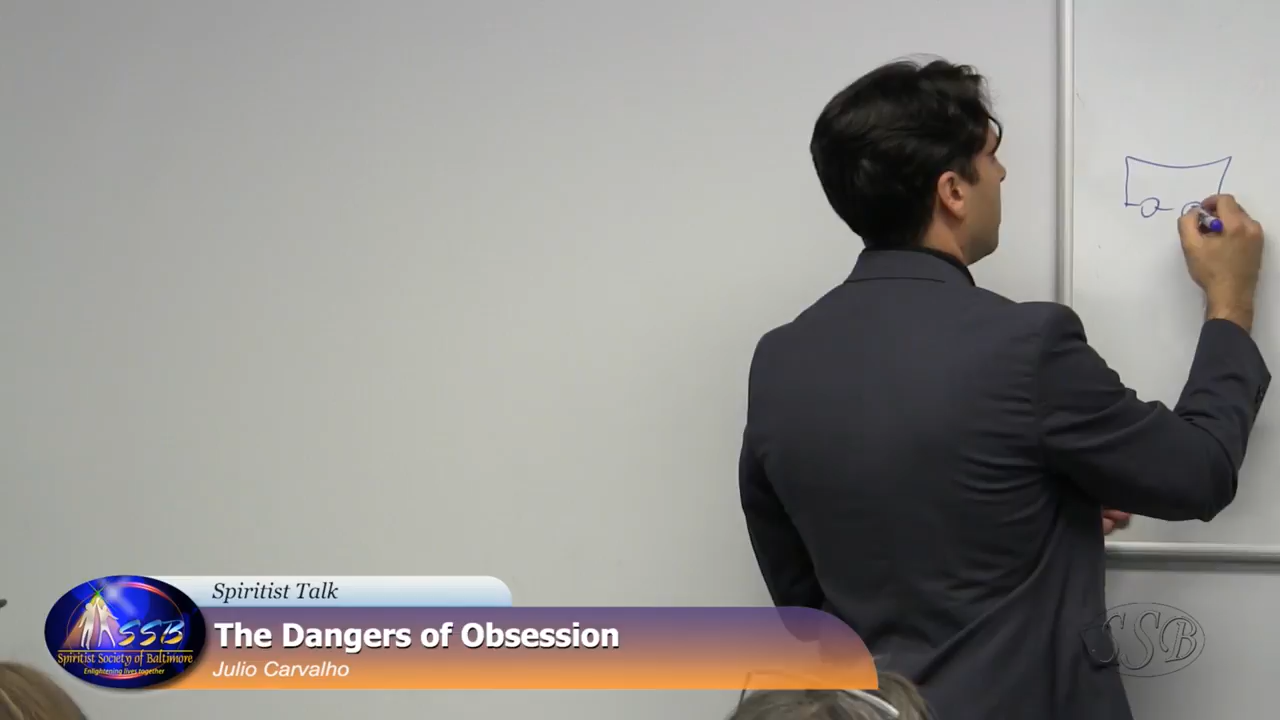 Spiritist Talk
The Dangers of Obsession
Julio Carvalho
SSB
Spiritist Society of Baltimore
Enlightening lives together
SSB